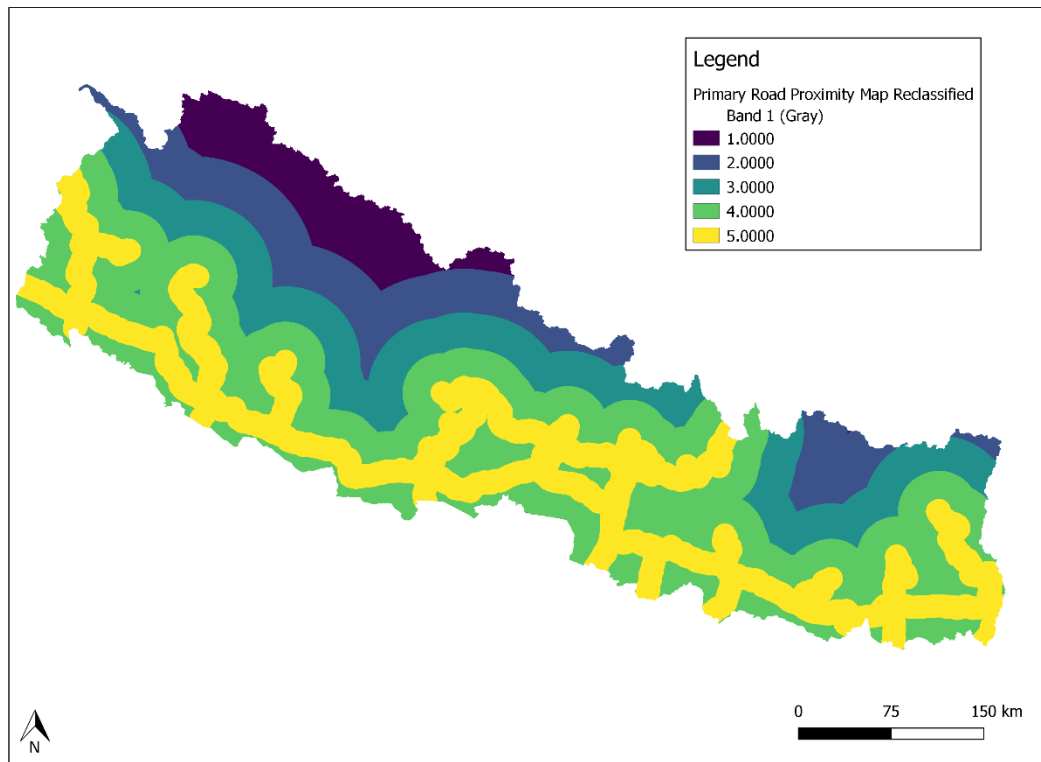 Legend
Primary Road Proximity Map Reclassified
Band 1 (Gray)
1.0000
2.0000
3.0000
4.0000
5.0000
N
0 75 150 km